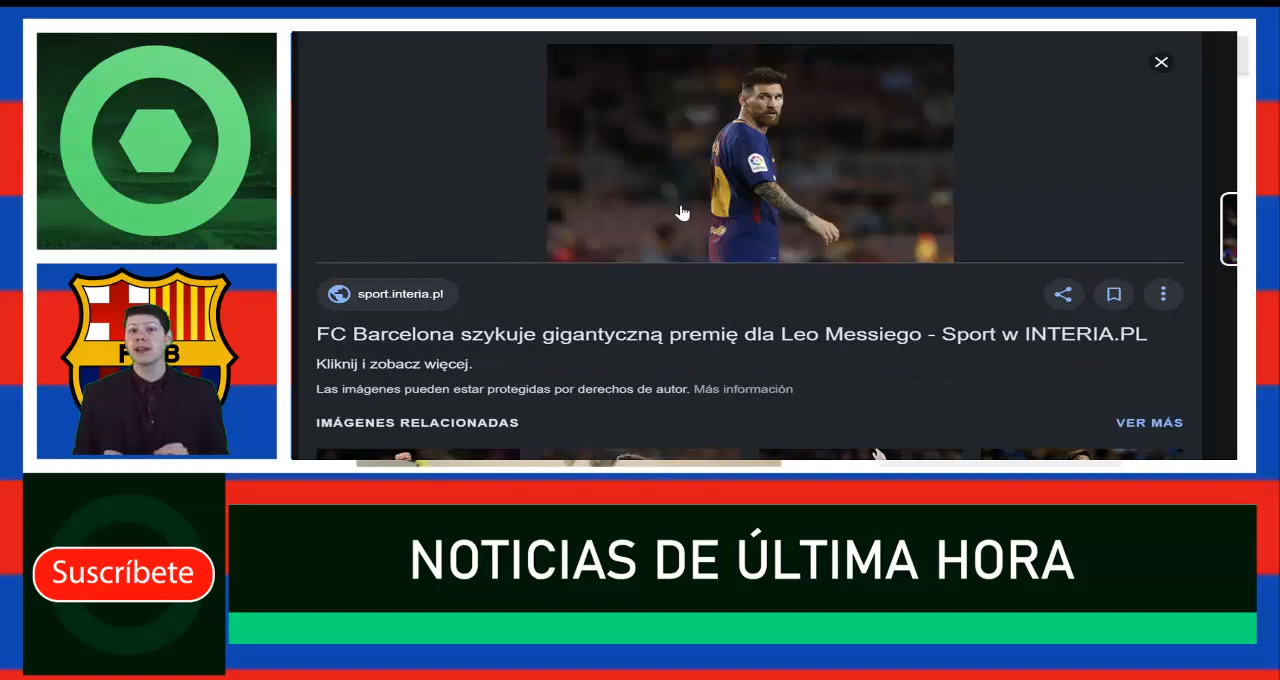 sport.interia.pl
FC Barcelona szykuje gigantyczną premię dla Leo Messiego - Sport w INTERIA.PL
Kliknij i zobacz więcej.
Las imágenes pueden estar protegidas por derechos de autor. Más información
IMÁGENES RELACIONADAS
VER MÁS
F B
Suscríbete
NOTICIAS DE ÚLTIMA HORA